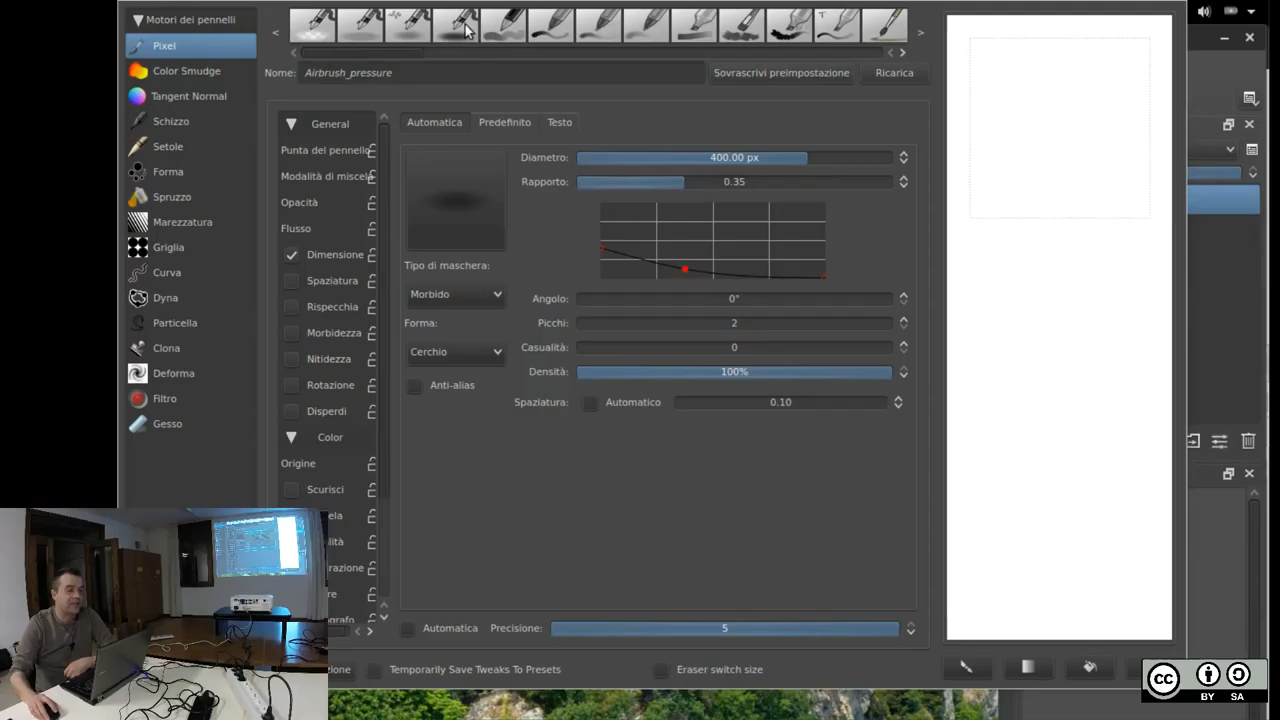 Motori dei pennelli
Pixel
Color Smudge
Tangent Normal
Schizzo
Setole
Forma
Spruzzo
Marezzatura
Griglia
Curva
Dyna
Particella
Clona
Deforma
Filtro
Gesso
Nome: Airbrush_pressure
Sovrascrivi preimpostazione
Ricarica
General
Punta del pennello
Modalità di miscela
Opacità
Flusso
Dimensione
Spaziatura
Rispecchia
Morbidezza
Nitidezza
Rotazione
Disperdi
Color
Origine
Scurisci
Automatica Predefinito Testo
Diametro: 400.00 px
Rapporto: 0.35
Tipo di maschera:
Morbido
Forma:
Cerchio
Anti-alias
Angolo: 0°
Picchi: 2
Casualità: 0
Densità: 100%
Spaziatura: Automatico 0.10
Automatica Precisione: 5
Temporarily Save Tweaks To Presets
Eraser switch size
CC
BY SA